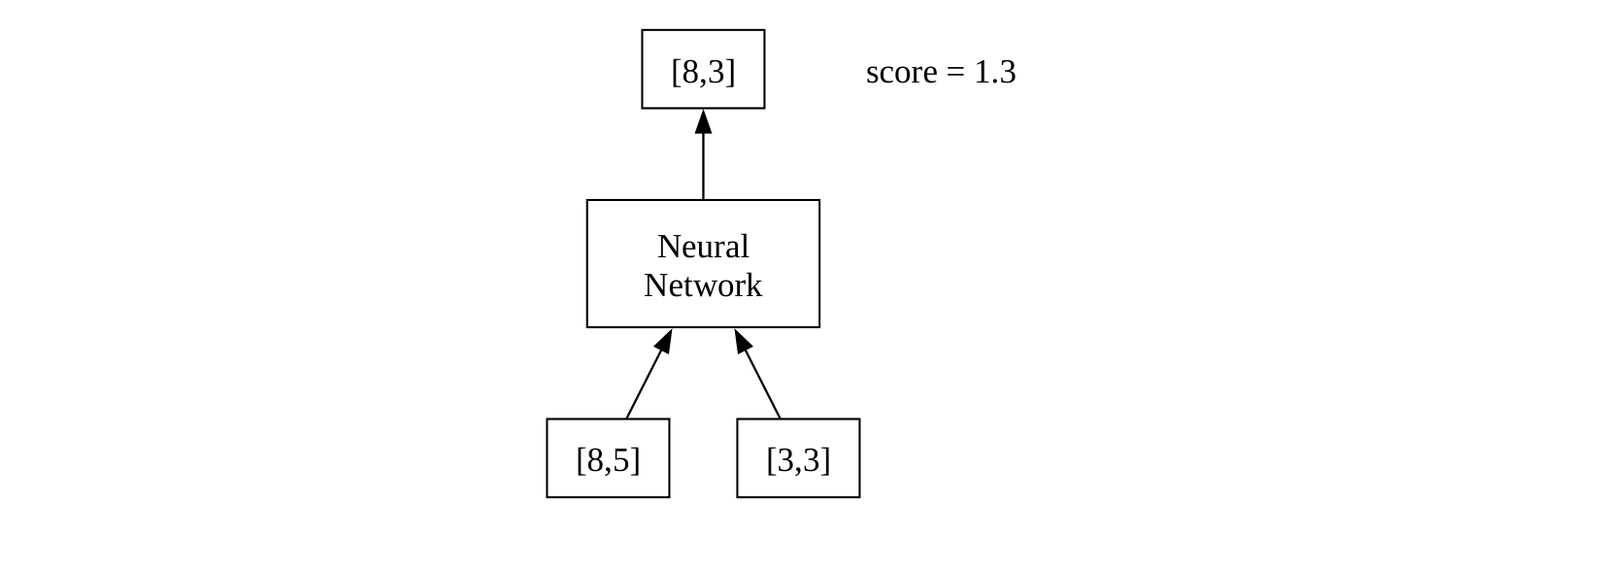 [8,3]
score = 1.3
Neural
Network
[8,5]
[3,3]